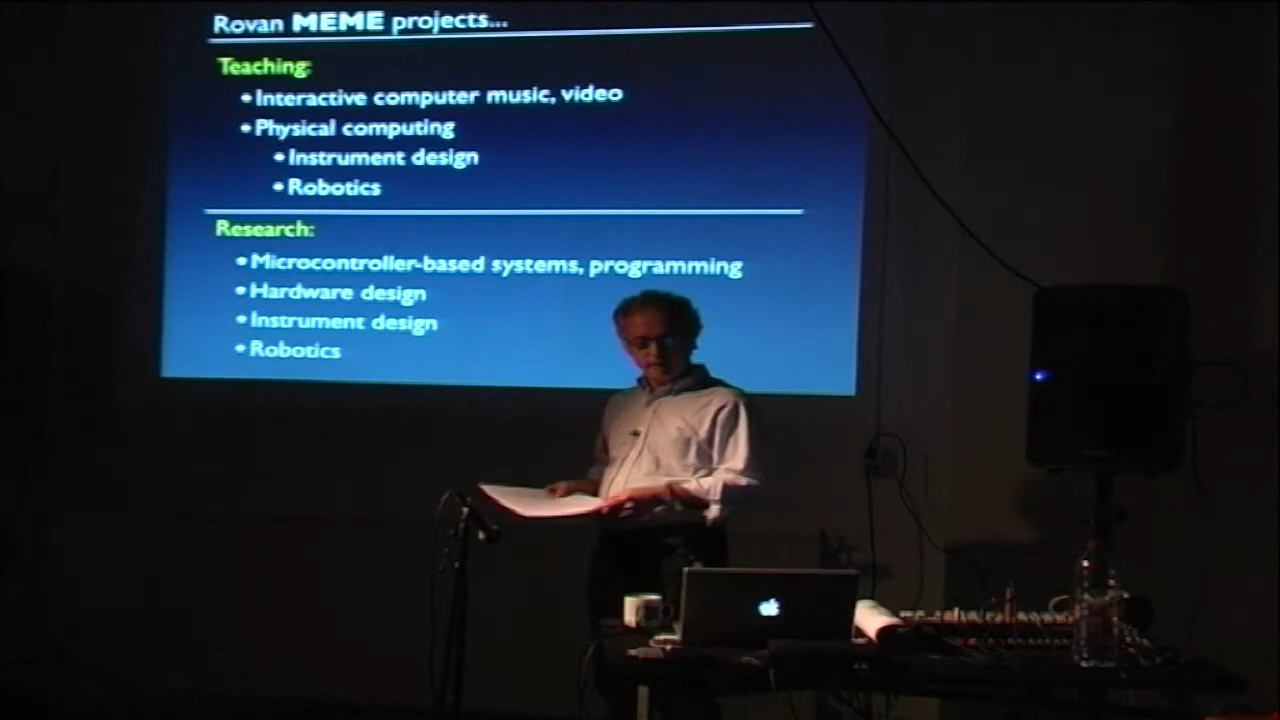 Rovan MEME projects...
Teaching:
•Interactive computer music, video
•Physical computing
•Instrument design
•Robotics
Research:
•Microcontroller-based systems, programming
•Hardware design
•Instrument design
•Robotics